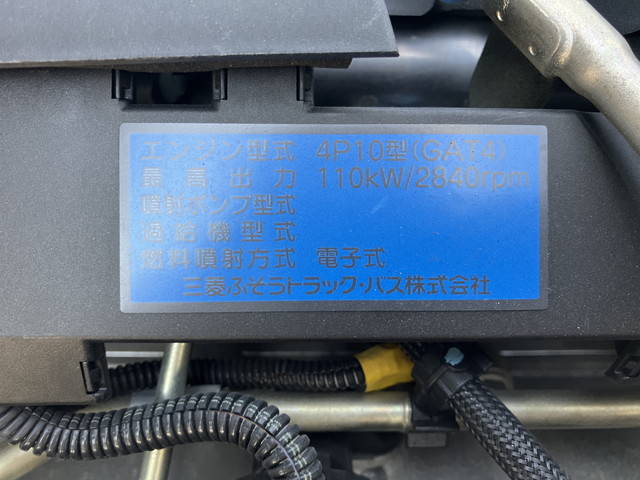 エンジン型式 4P10型(GAT4)
最高出力 110kW/2840rpm
噴射ポンプ型式
過給機型式
燃料噴射方式 電子式
三菱ふそうトラック・バス株式会社